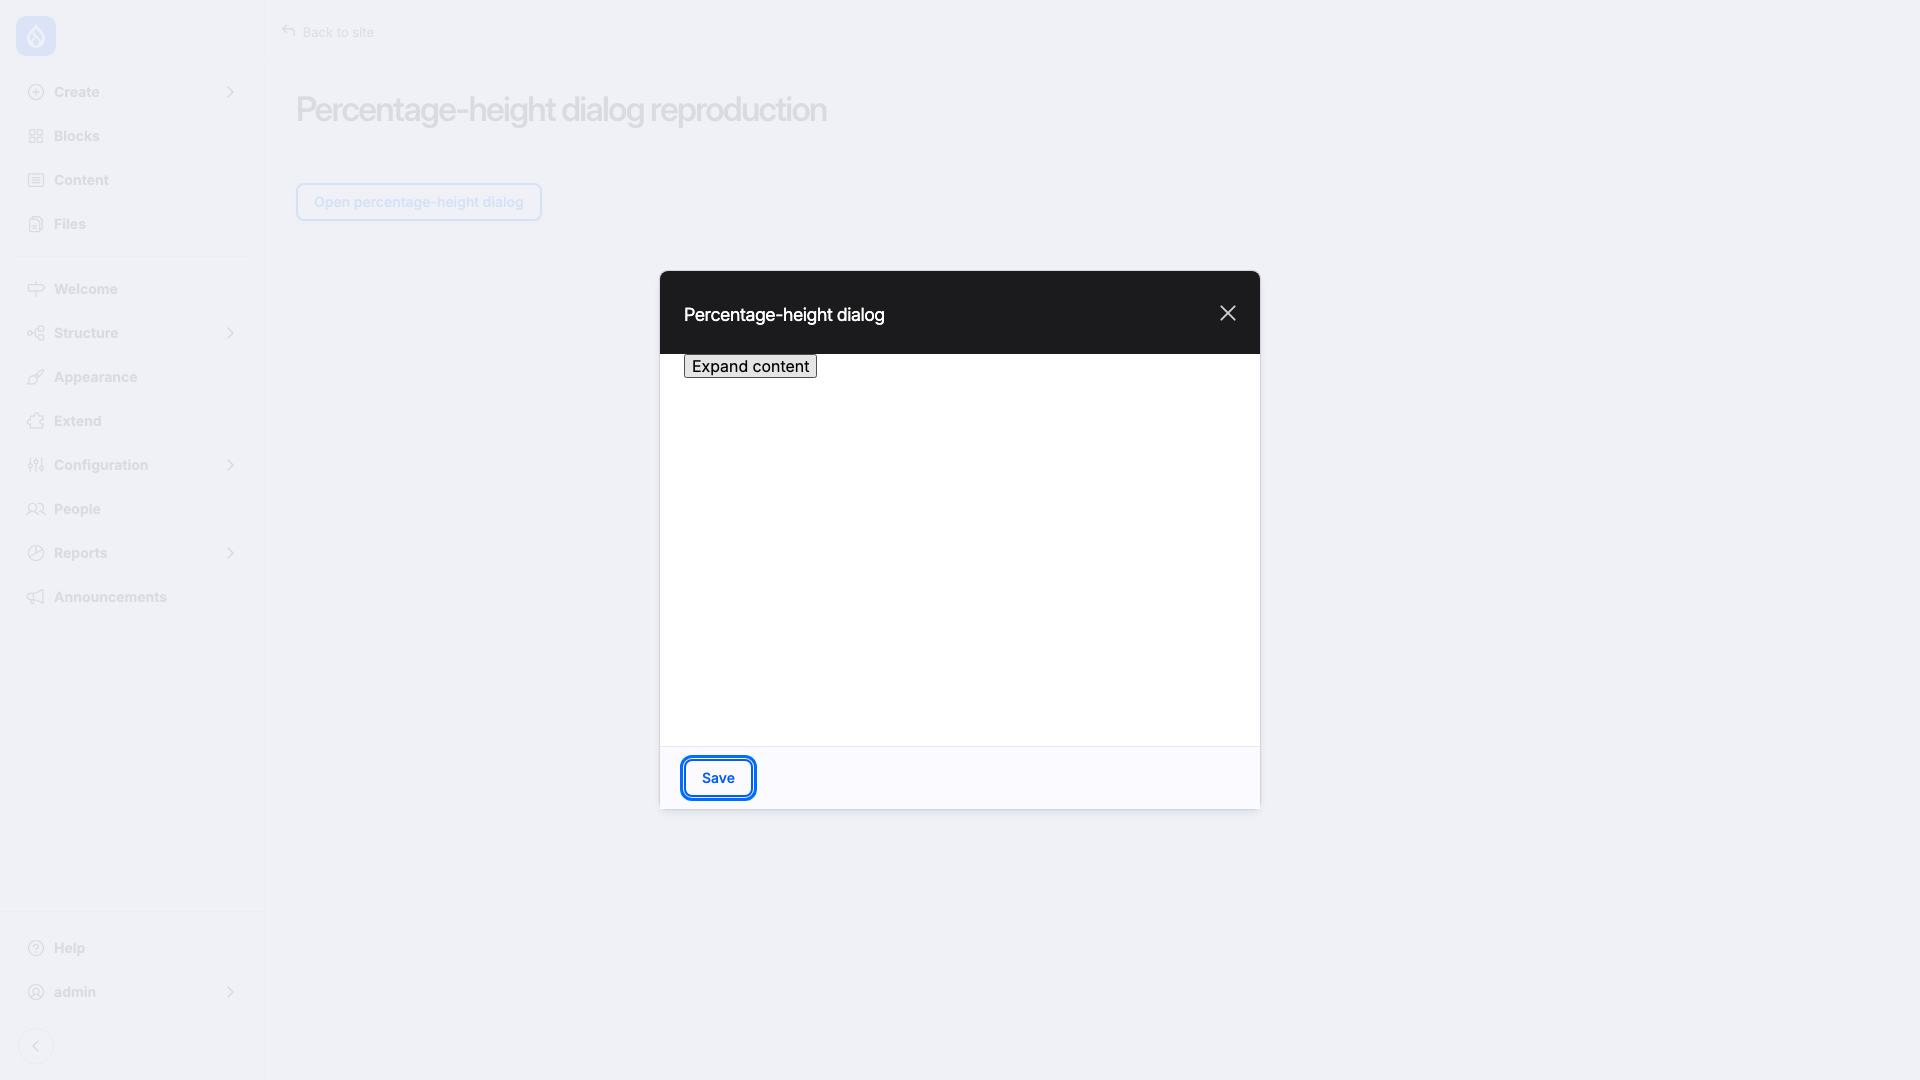 Back to site
Create
Percentage-height dialog reproduction
Blocks
Content
Open percentage-height dialog
Files
Welcome
Percentage-height dialog
Structure
Expand content
Appearance
Extend
Configuration
People
Reports
Announcements
Save
Help
admin